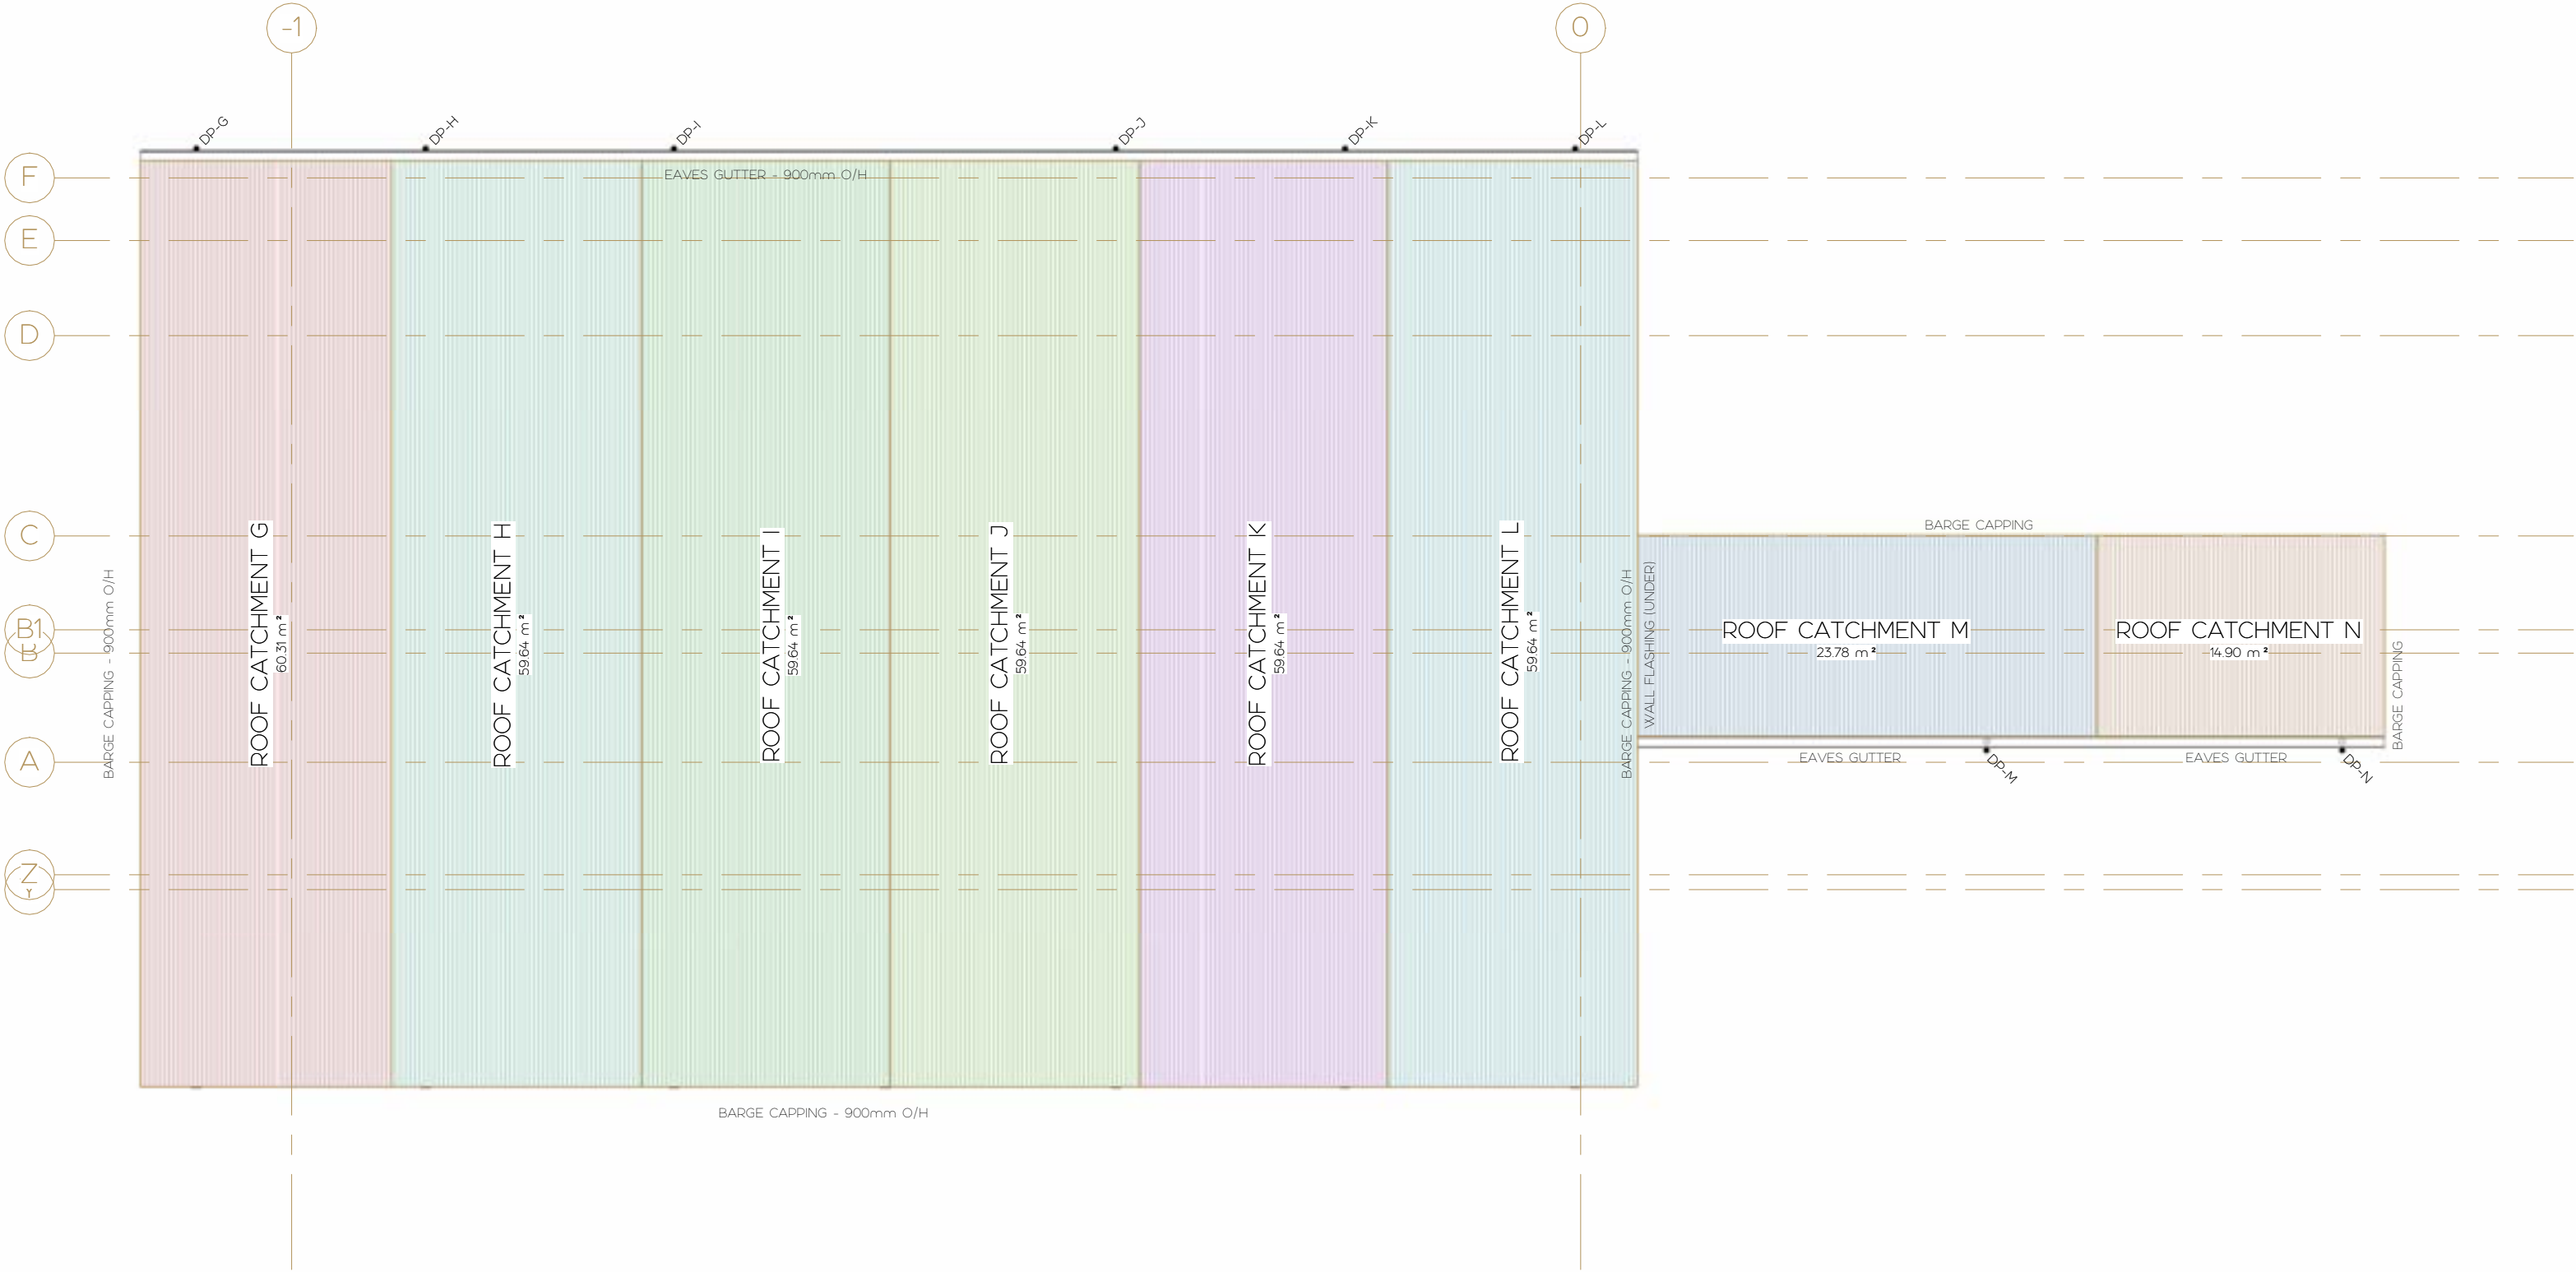 -1
0
DP-G
DP-H
DP-I
DP-J
DP-K
DP-L
F
EAVES GUTTER - 900mm O/H
E
D
C
B1
B
A
Z
Y
BARGE CAPPING - 900mm O/H
ROOF CATCHMENT G
60.31 m²
ROOF CATCHMENT H
59.64 m²
ROOF CATCHMENT I
59.64 m²
ROOF CATCHMENT J
59.64 m²
ROOF CATCHMENT K
59.64 m²
ROOF CATCHMENT L
59.64 m²
BARGE CAPPING - 900mm O/H
WALL FLASHING (UNDER)
BARGE CAPPING
ROOF CATCHMENT M
23.78 m²
ROOF CATCHMENT N
14.90 m²
BARGE CAPPING
EAVES GUTTER
DP-M
EAVES GUTTER
DP-N
BARGE CAPPING - 900mm O/H